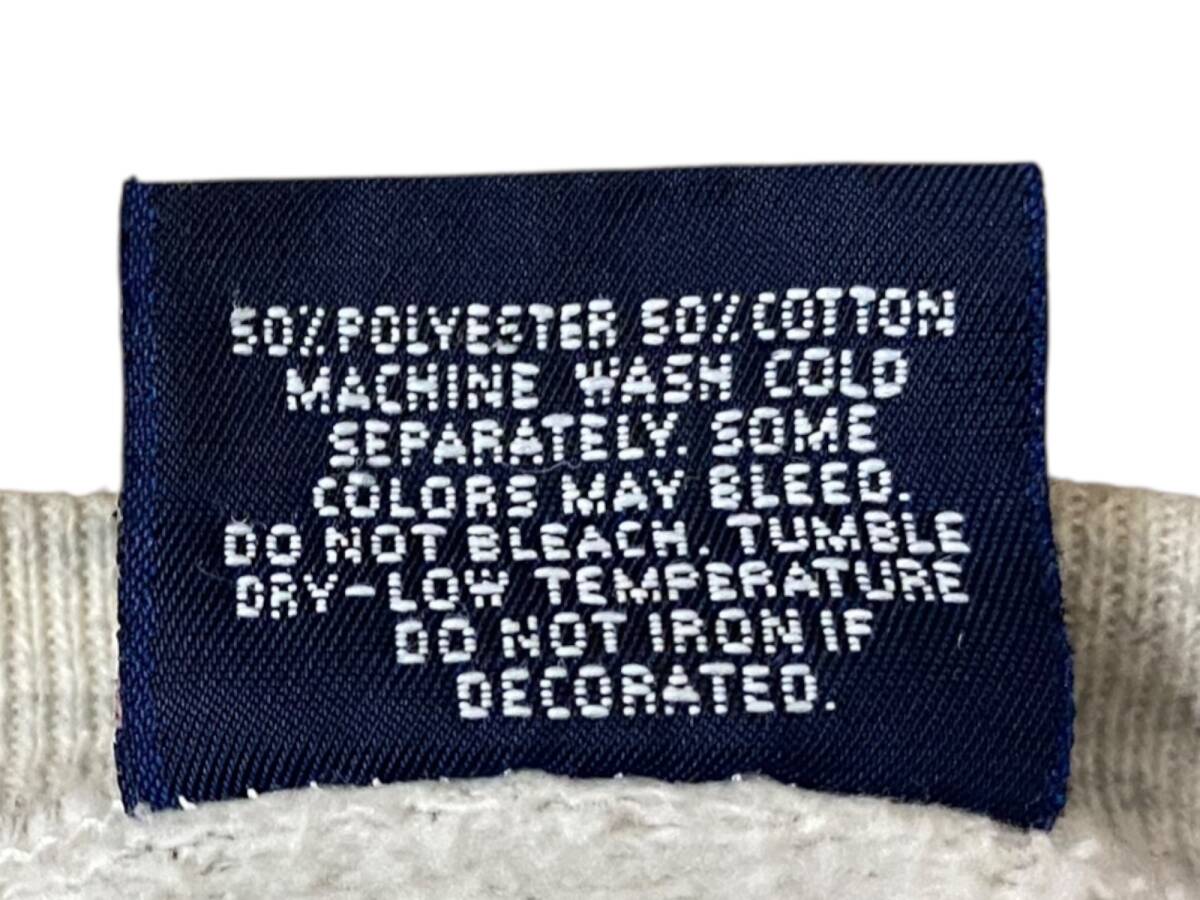 50% POLYESTER 50% COTTON
MACHINE WASH COLD
SEPARATELY. SOME
COLORS MAY BLEED.
DO NOT BLEACH. TUMBLE
DRY-LOW TEMPERATURE
DO NOT IRON IF
DECORATED.